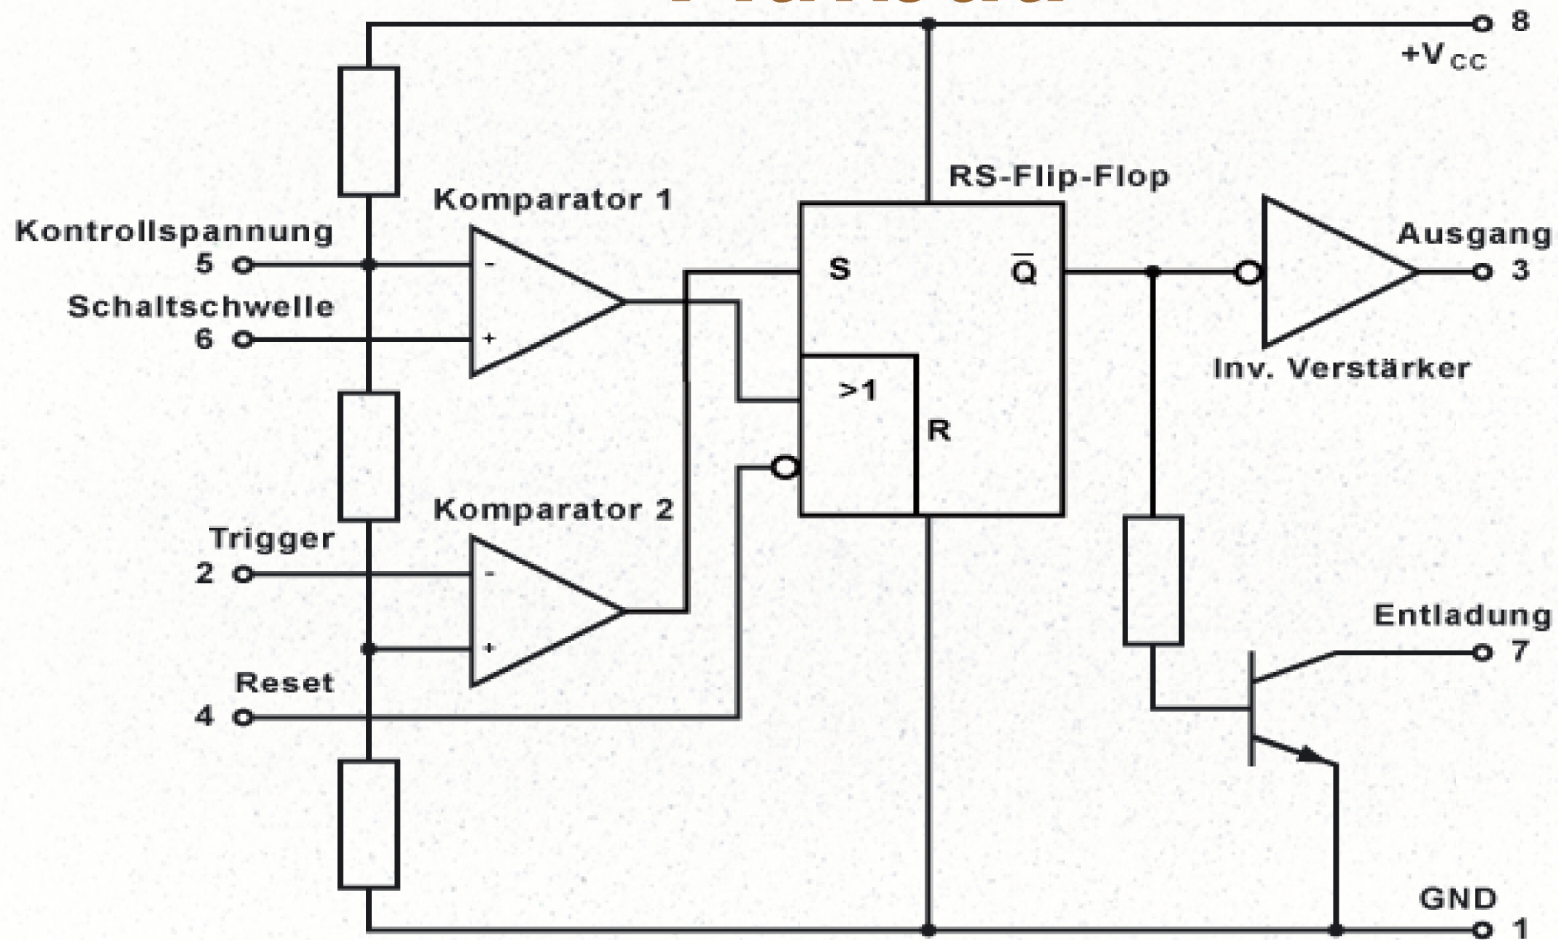 8
+VCC
RS-Flip-Flop
Komparator 1
Kontrollspannung
5
-
Schaltschwelle
6
+
S
Q̅
Ausgang
3
Inv. Verstärker
>1
R
Komparator 2
Trigger
2
-
+
Reset
4
Entladung
7
GND
1